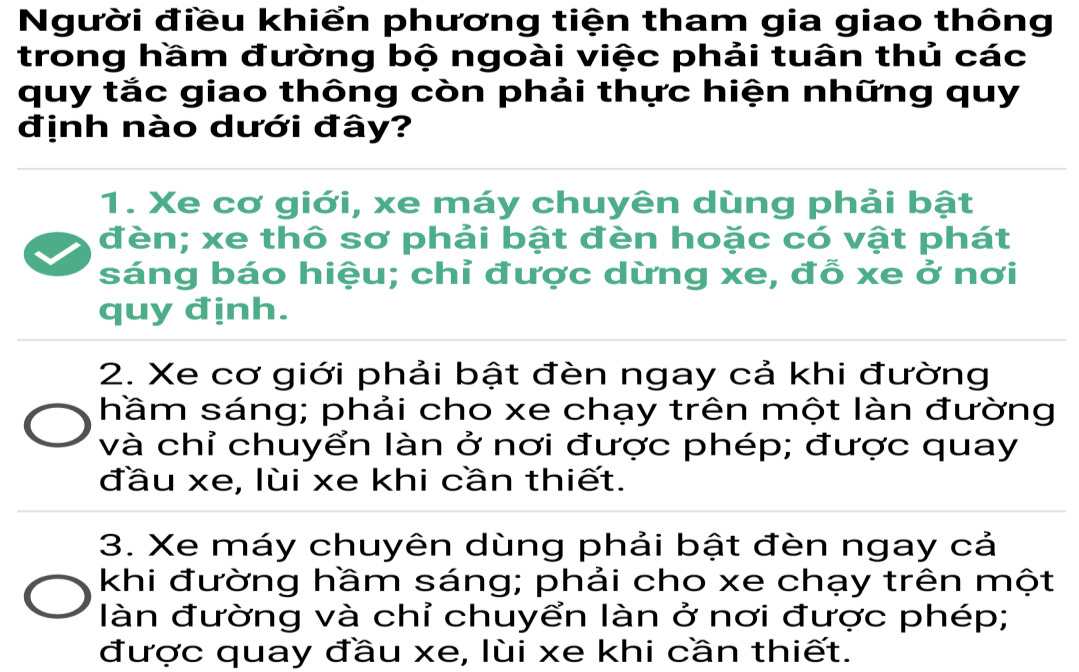 Người điều khiển phương tiện tham gia giao thông
trong hầm đường bộ ngoài việc phải tuân thủ các
quy tắc giao thông còn phải thực hiện những quy
định nào dưới đây?
1. Xe cơ giới, xe máy chuyên dùng phải bật
đèn; xe thô sơ phải bật đèn hoặc có vật phát
sáng báo hiệu; chỉ được dừng xe, đỗ xe ở nơi
quy định.
2. Xe cơ giới phải bật đèn ngay cả khi đường
hầm sáng; phải cho xe chạy trên một làn đường
và chỉ chuyển làn ở nơi được phép; được quay
đầu xe, lùi xe khi cần thiết.
3. Xe máy chuyên dùng phải bật đèn ngay cả
khi đường hầm sáng; phải cho xe chạy trên một
làn đường và chỉ chuyển làn ở nơi được phép;
được quay đầu xe, lùi xe khi cần thiết.